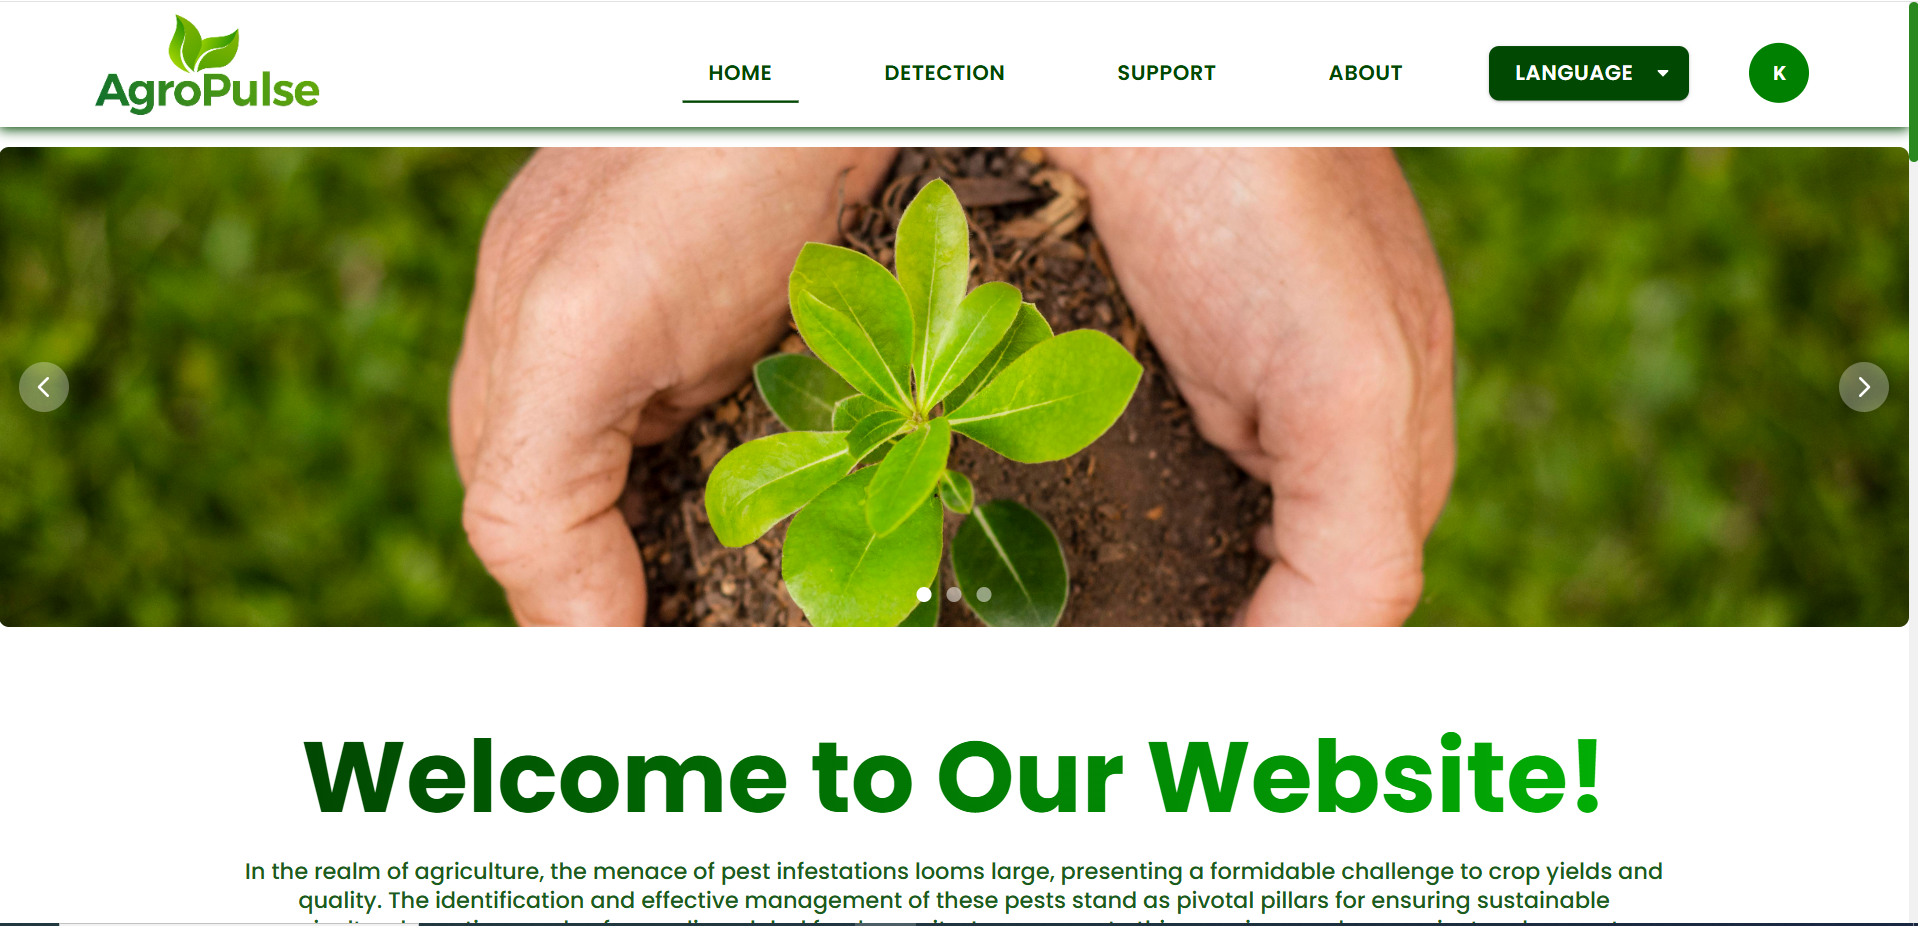 AgroPulse
HOME
DETECTION
SUPPORT
ABOUT
LANGUAGE
K
Welcome to Our Website!
In the realm of agriculture, the menace of pest infestations looms large, presenting a formidable challenge to crop yields and
quality. The identification and effective management of these pests stand as pivotal pillars for ensuring sustainable